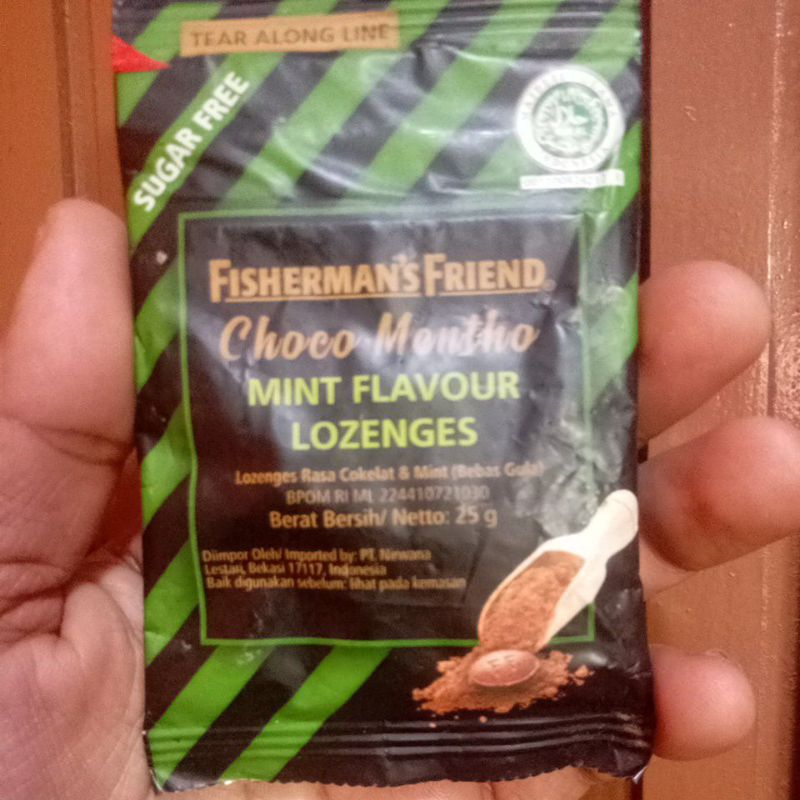 TEAR ALONG LINE
SUGAR FREE
FISHERMAN'S FRIEND®
Choco Mentho
MINT FLAVOUR
LOZENGES
Lozenges Rasa Cokelat & Mint (Bebas Gula)
BPOM RI ML 224410721030
Berat Bersih/ Netto: 25 g
Diimpor Oleh/ Imported by: PT. Nirwana
Lestari, Bekasi 17117, Indonesia
Baik digunakan sebelum: lihat pada kemasan
FF